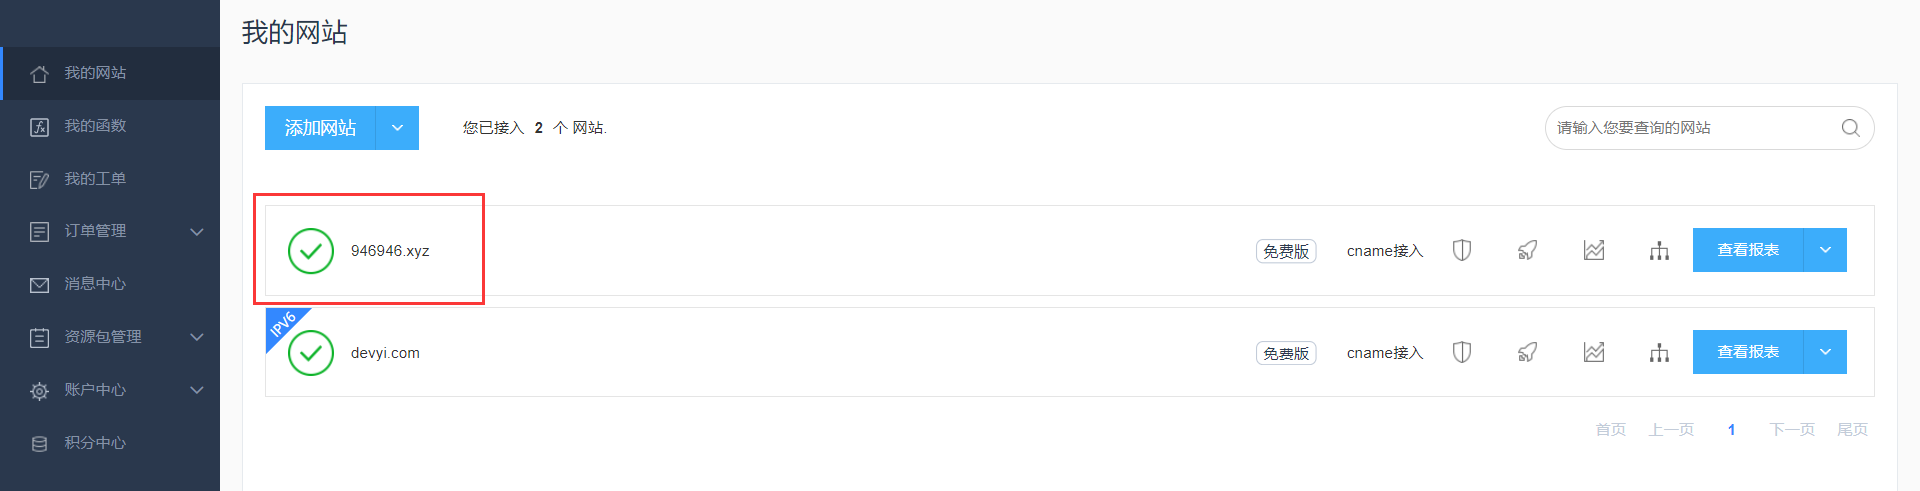 我的网站
我的网站
我的函数
我的工单
订单管理
消息中心
资源包管理
账户中心
积分中心
添加网站
您已接入 2 个 网站.
请输入您要查询的网站
946946.xyz
免费版
cname接入
查看报表
IPV6
devyi.com
免费版
cname接入
查看报表
首页 上一页 1 下一页 尾页